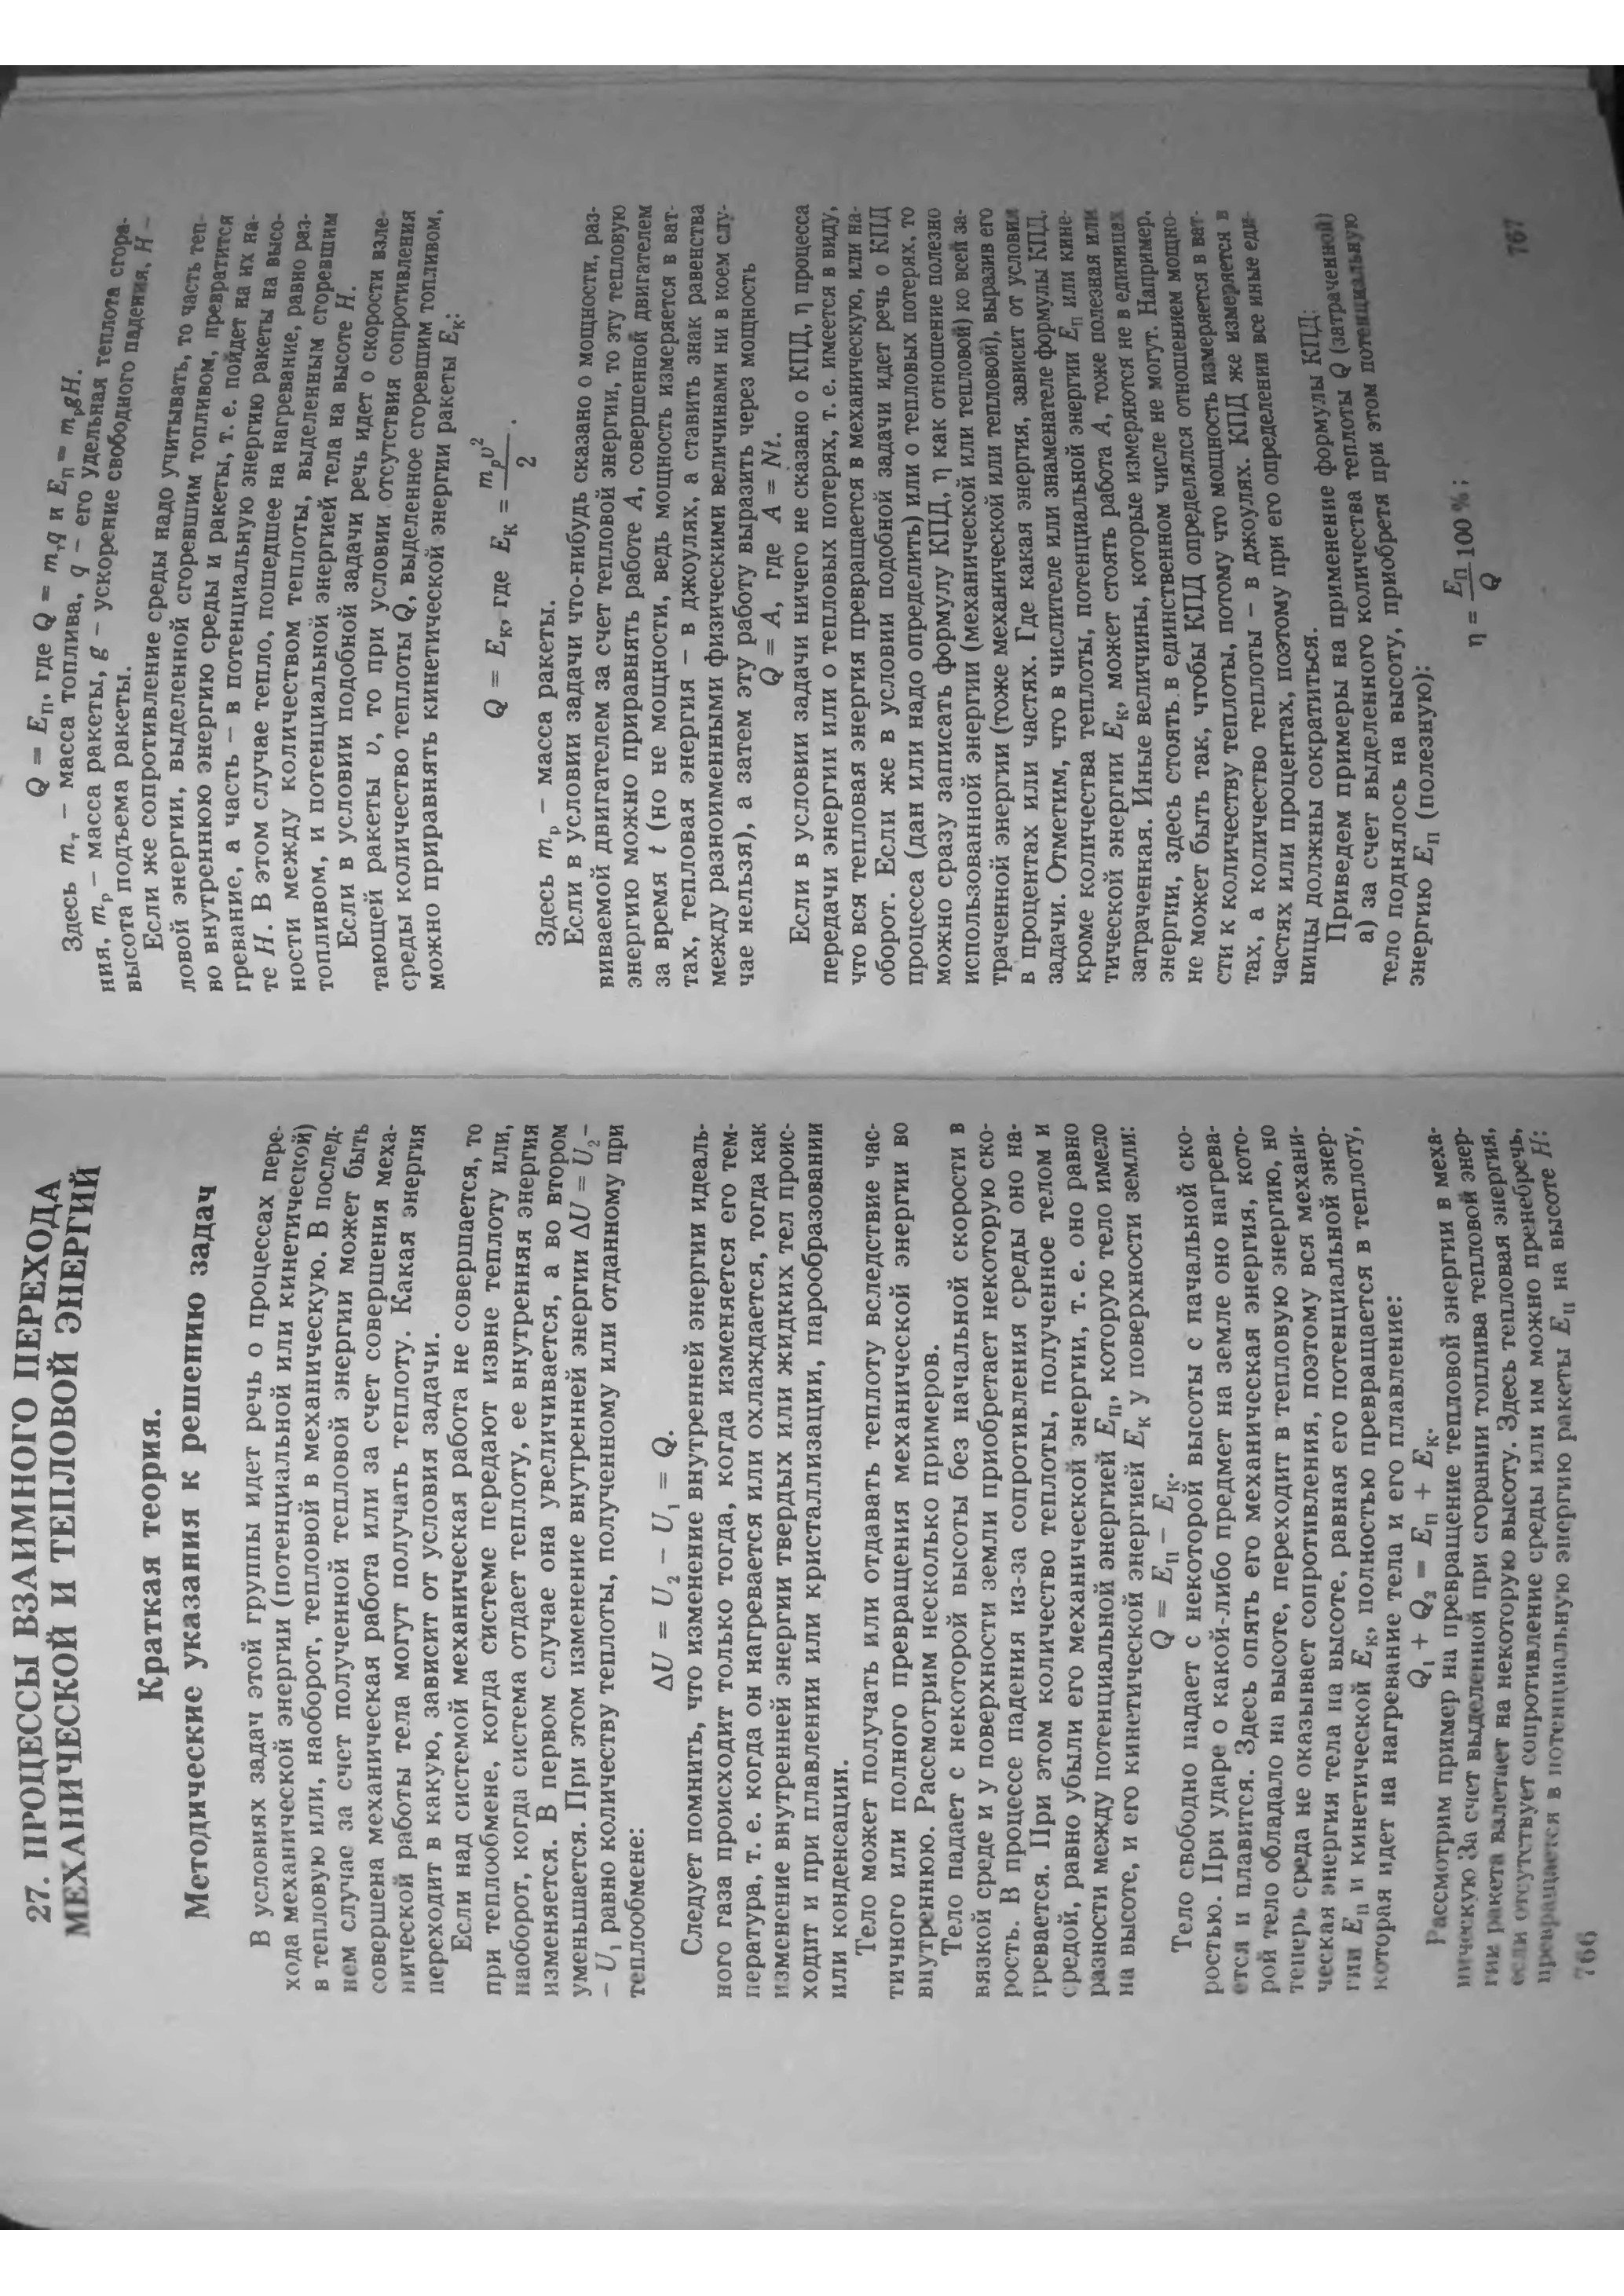 27. ПРОЦЕССЫ ВЗАИМНОГО ПЕРЕХОДА
МЕХАНИЧЕСКОЙ И ТЕПЛОВОЙ ЭНЕРГИЙ
Краткая теория.
Методические указания к решению задач
В условиях задач этой группы идет речь о процессах пере-
хода механической энергии (потенциальной или кинетической)
в тепловую или, наоборот, тепловой в механическую. В послед-
нем случае за счет полученной тепловой энергии может быть
совершена механическая работа или за счет совершения меха-
нической работы тела могут получать теплоту. Какая энергия
переходит в какую, зависит от условия задачи.
Если над системой механическая работа не совершается, то
при теплообмене, когда системе передают извне теплоту или,
наоборот, когда система отдает теплоту, ее внутренняя энергия
изменяется. В первом случае она увеличивается, а во втором
уменьшается. При этом изменение внутренней энергии ΔU = U₂ –
– U₁ равно количеству теплоты, полученному или отданному при
теплообмене:
ΔU = U₂ – U₁ = Q.
Следует помнить, что изменение внутренней энергии идеаль-
ного газа происходит только тогда, когда изменяется его тем-
пература, т. е. когда он нагревается или охлаждается, тогда как
изменение внутренней энергии твердых или жидких тел проис-
ходит и при плавлении или кристаллизации, парообразовании
или конденсации.
Тело может получать или отдавать теплоту вследствие час-
тичного или полного превращения механической энергии во
внутреннюю. Рассмотрим несколько примеров.
Тело падает с некоторой высоты без начальной скорости в
вязкой среде и у поверхности земли приобретает некоторую ско-
рость. В процессе падения из-за сопротивления среды оно на-
гревается. При этом количество теплоты, полученное телом и
средой, равно убыли его механической энергии, т. е. оно равно
разности между потенциальной энергией Eп, которую тело имело
на высоте, и его кинетической энергией Eк у поверхности земли:
Q = Eп – Eк.
Тело свободно падает с некоторой высоты с начальной ско-
ростью. При ударе о какой-либо предмет на земле оно нагрева-
ется и плавится. Здесь опять его механическая энергия, кото-
рой тело обладало на высоте, переходит в тепловую энергию, но
теперь среда не оказывает сопротивления, поэтому вся механи-
ческая энергия тела на высоте, равная его потенциальной энер-
гии Eп и кинетической Eк, полностью превращается в теплоту,
которая идет на нагревание тела и его плавление:
Q₁ + Q₂ = Eп + Eк.
Рассмотрим пример на превращение тепловой энергии в меха-
ническую. За счет выделенной при сгорании топлива тепловой энер-
гии ракета взлетает на некоторую высоту. Здесь тепловая энергия,
если отсутствует сопротивление среды или им можно пренебречь,
превращается в потенциальную энергию ракеты Eп на высоте H:
766
Q = Eп, где Q = mтq и Eп = mрgH.
Здесь mт – масса топлива, q – его удельная теплота сгора-
ния, mр – масса ракеты, g – ускорение свободного падения, H –
высота подъема ракеты.
Если же сопротивление среды надо учитывать, то часть теп-
ловой энергии, выделенной сгоревшим топливом, превратится
во внутреннюю энергию среды и ракеты, т. е. пойдет на их на-
гревание, а часть – в потенциальную энергию ракеты на высо-
те H. В этом случае тепло, пошедшее на нагревание, равно раз-
ности между количеством теплоты, выделенным сгоревшим
топливом, и потенциальной энергией тела на высоте H.
Если в условии подобной задачи речь идет о скорости взле-
тающей ракеты υ, то при условии отсутствия сопротивления
среды количество теплоты Q, выделенное сгоревшим топливом,
можно приравнять кинетической энергии ракеты Eк:
Q = Eк, где Eк = mрυ²/2.
Здесь mр – масса ракеты.
Если в условии задачи что-нибудь сказано о мощности, раз-
виваемой двигателем за счет тепловой энергии, то эту тепловую
энергию можно приравнять работе A, совершенной двигателем
за время t (но не мощности, ведь мощность измеряется в ват-
тах, тепловая энергия – в джоулях, а ставить знак равенства
между разноименными физическими величинами ни в коем слу-
чае нельзя), а затем эту работу выразить через мощность
Q = A, где A = Nt.
Если в условии задачи ничего не сказано о КПД, η процесса
передачи энергии или о тепловых потерях, т. е. имеется в виду,
что вся тепловая энергия превращается в механическую, или на-
оборот. Если же в условии подобной задачи идет речь о КПД
процесса (дан или надо определить) или о тепловых потерях, то
можно сразу записать формулу КПД, η как отношение полезно
использованной энергии (механической или тепловой) ко всей за-
траченной энергии (тоже механической или тепловой), выразив его
в процентах или частях. Где какая энергия, зависит от условия
задачи. Отметим, что в числителе или знаменателе формулы КПД,
кроме количества теплоты, потенциальной энергии Eп или кине-
тической энергии Eк, может стоять работа A, тоже полезная или
затраченная. Иные величины, которые измеряются не в единицах
энергии, здесь стоять в единственном числе не могут. Например,
не может быть так, чтобы КПД определялся отношением мощно-
сти к количеству теплоты, потому что мощность измеряется в ват-
тах, а количество теплоты – в джоулях. КПД же измеряется в
частях или процентах, поэтому при его определении все иные еди-
ницы должны сократиться.
Приведем примеры на применение формулы КПД:
а) за счет выделенного количества теплоты Q (затраченной)
тело поднялось на высоту, приобретя при этом потенциальную
энергию Eп (полезную):
η = Eп/Q 100 % ;
767